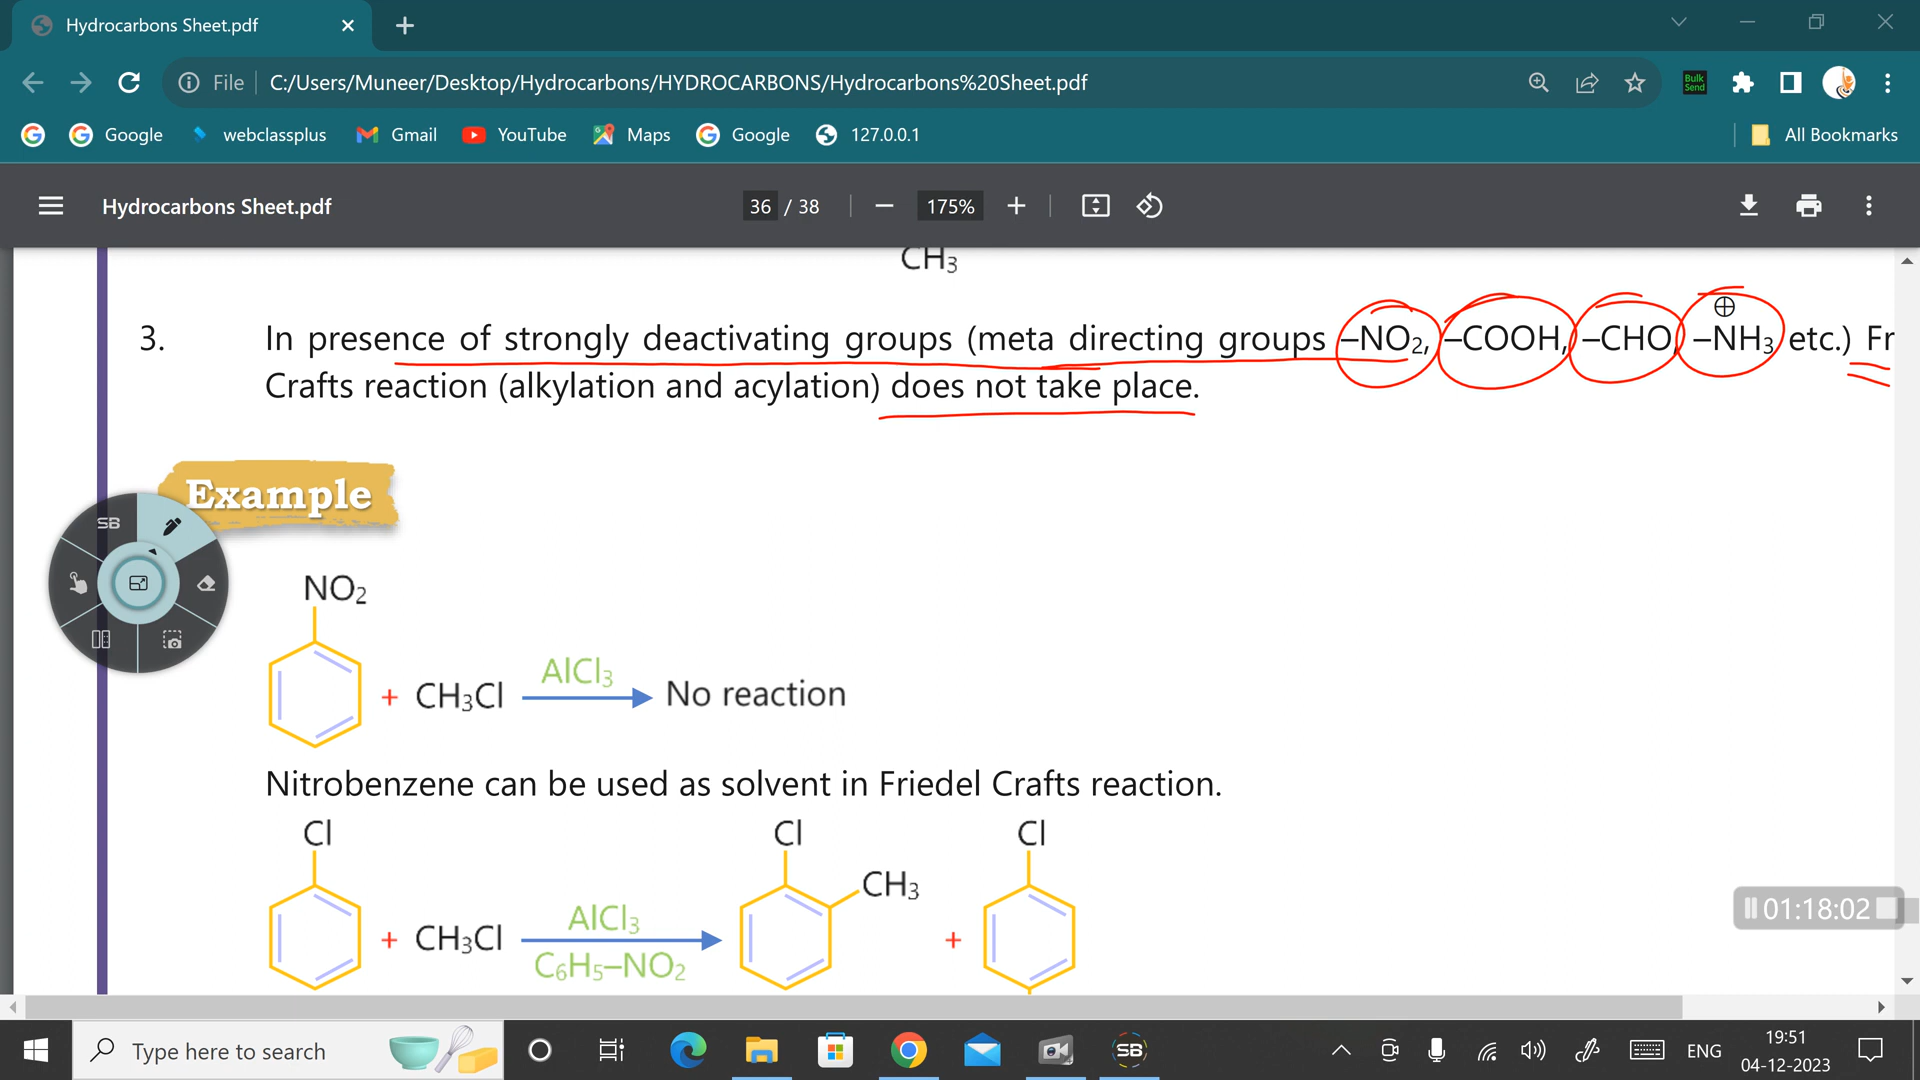 Hydrocarbons Sheet.pdf
File C:/Users/Muneer/Desktop/Hydrocarbons/HYDROCARBONS/Hydrocarbons%20Sheet.pdf
Bulk
Send
Google webclassplus Gmail YouTube Maps Google 127.0.0.1 All Bookmarks
Hydrocarbons Sheet.pdf 36 / 38 175%
CH₃
3. In presence of strongly deactivating groups (meta directing groups –NO₂, –COOH, –CHO, –N⊕H₃ etc.) Fr
Crafts reaction (alkylation and acylation) does not take place.
Example
SB
NO₂
+ CH₃Cl AlCl₃ No reaction
Nitrobenzene can be used as solvent in Friedel Crafts reaction.
Cl Cl Cl
CH₃
+ CH₃Cl AlCl₃ +
C₆H₅–NO₂
01:18:02
Type here to search
SB
ENG
19:51
04-12-2023